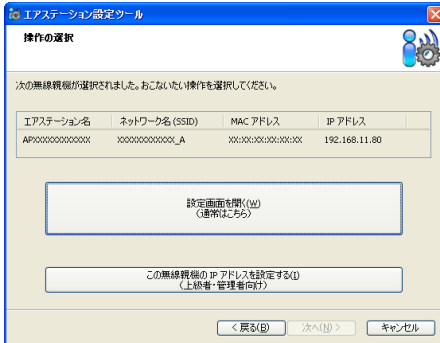 エアステーション設定ツール
操作の選択
次の無線親機が選択されました。おこないたい操作を選択してください。
エアステーション名 ネットワーク名(SSID) MAC アドレス IP アドレス
APXXXXXXXXXXXX XXXXXXXXXXXX_A XX:XX:XX:XX:XX:XX 192.168.11.80
設定画面を開く(W)
(通常はこちら)
この無線親機の IP アドレスを設定する(I)
(上級者・管理者向け)
< 戻る(B) 次へ(N) > キャンセル